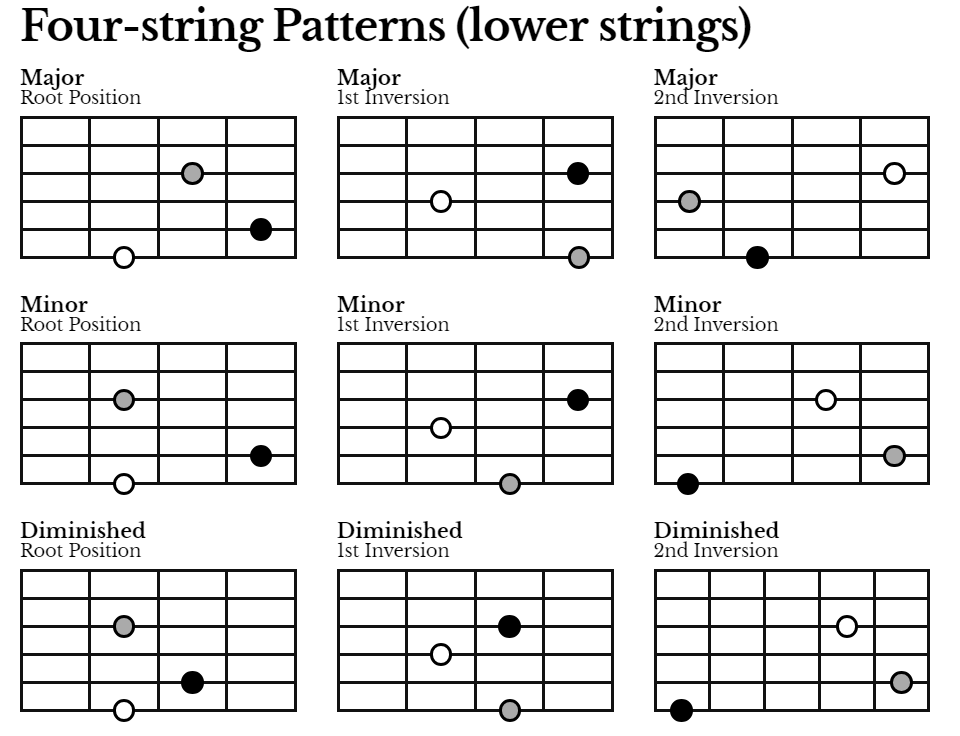 Four-string Patterns (lower strings)
Major
Root Position
Major
1st Inversion
Major
2nd Inversion
Minor
Root Position
Minor
1st Inversion
Minor
2nd Inversion
Diminished
Root Position
Diminished
1st Inversion
Diminished
2nd Inversion